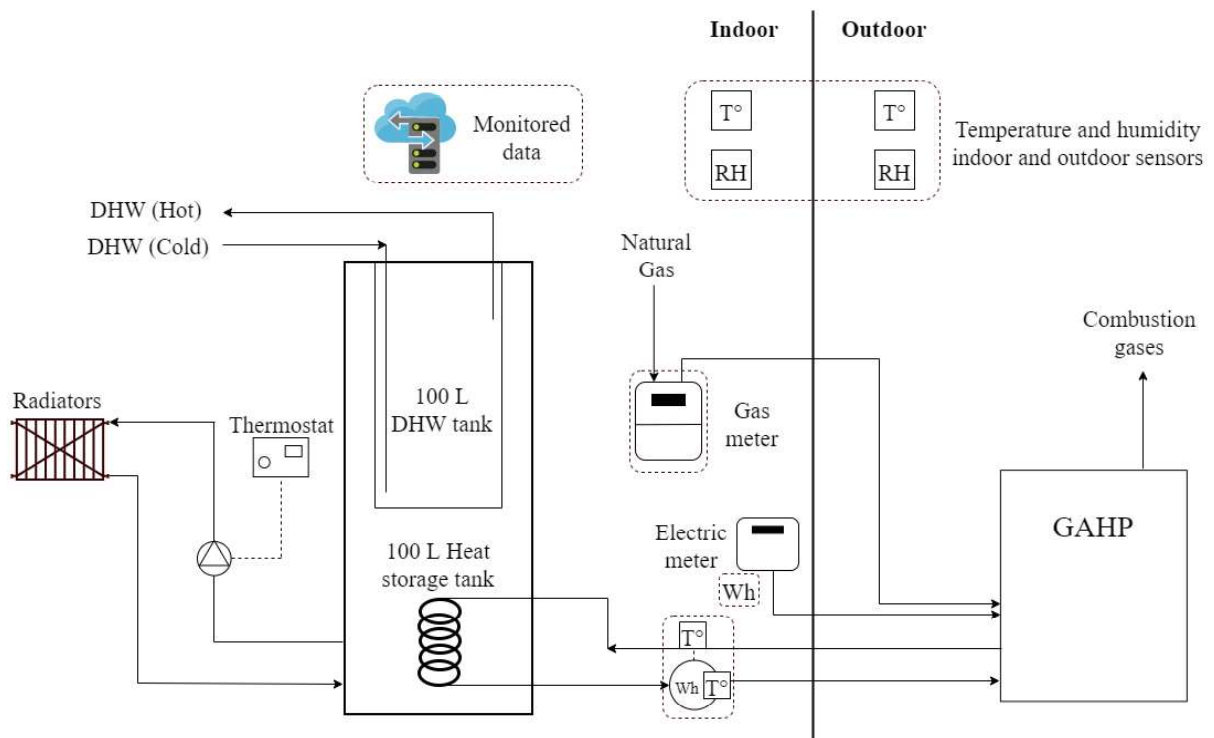 Indoor
Outdoor
Monitored
data
T°
T°
RH
RH
Temperature and humidity
indoor and outdoor sensors
DHW (Hot)
DHW (Cold)
Natural
Gas
Combustion
gases
Radiators
Thermostat
100 L
DHW tank
Gas
meter
GAHP
Electric
meter
Wh
100 L Heat
storage tank
T°
Wh
T°